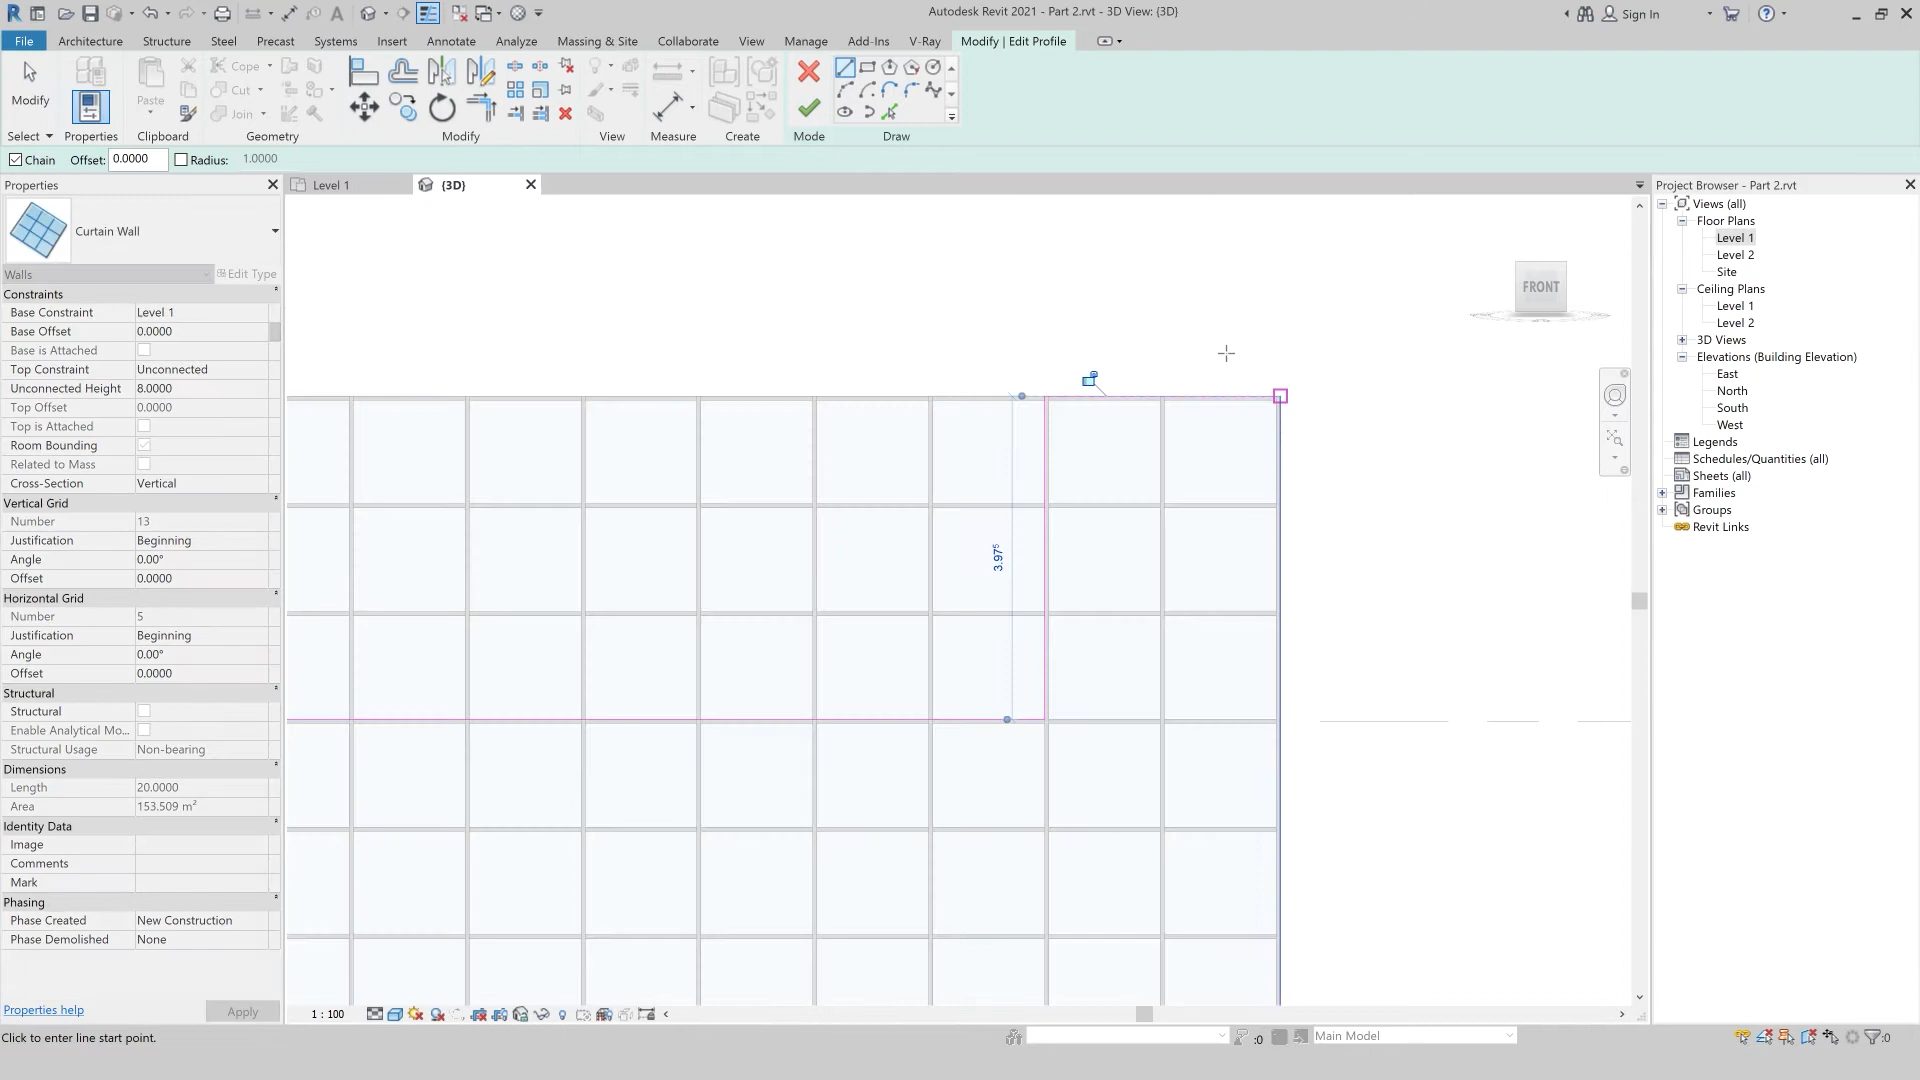 Autodesk Revit 2021 - Part 2.rvt - 3D View: {3D}
Sign In
File
Architecture
Structure
Steel
Precast
Systems
Insert
Annotate
Analyze
Massing & Site
Collaborate
View
Manage
Add-Ins
V-Ray
Modify | Edit Profile
Modify
Paste
Cope
Cut
Join
Select
Properties
Clipboard
Geometry
Modify
View
Measure
Create
Mode
Draw
Chain
Offset:
0.0000
Radius:
1.0000
Properties
Level 1
{3D}
Project Browser - Part 2.rvt
Curtain Wall
Walls
Edit Type
Constraints
Base Constraint
Level 1
Base Offset
0.0000
Base is Attached
Top Constraint
Unconnected
Unconnected Height
8.0000
Top Offset
0.0000
Top is Attached
Room Bounding
Related to Mass
Cross-Section
Vertical
Vertical Grid
Number
13
Justification
Beginning
Angle
0.00°
Offset
0.0000
Horizontal Grid
Number
5
Justification
Beginning
Angle
0.00°
Offset
0.0000
Structural
Structural
Enable Analytical Mo...
Structural Usage
Non-bearing
Dimensions
Length
20.0000
Area
153.509 m²
Identity Data
Image
Comments
Mark
Phasing
Phase Created
New Construction
Phase Demolished
None
Properties help
Apply
FRONT
3.97⁵
Views (all)
Floor Plans
Level 1
Level 2
Site
Ceiling Plans
Level 1
Level 2
3D Views
Elevations (Building Elevation)
East
North
South
West
Legends
Schedules/Quantities (all)
Sheets (all)
Families
Groups
Revit Links
1 : 100
Click to enter line start point.
:0
Main Model
:0